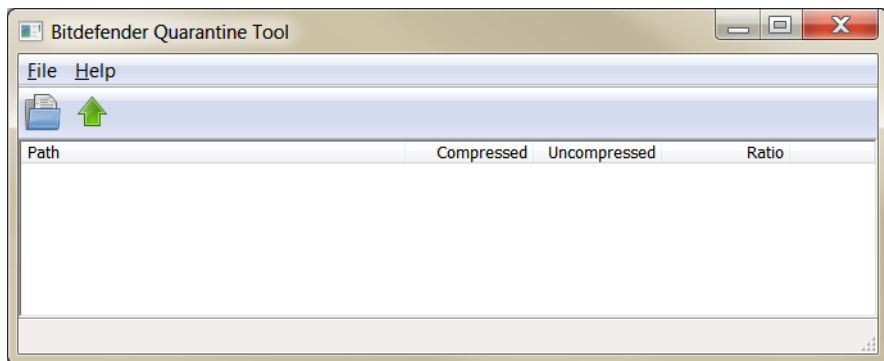 Bitdefender Quarantine Tool
File Help
Path Compressed Uncompressed Ratio